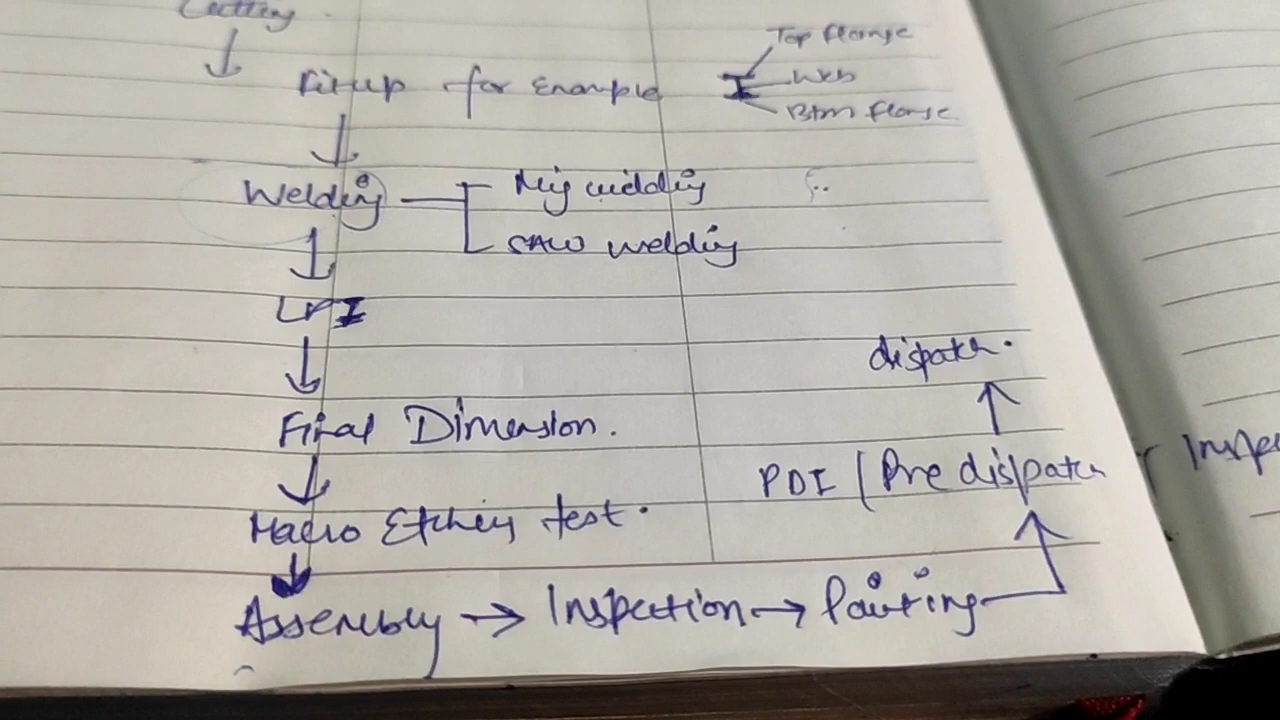 Cutting
Fitup for Example
Top flange
Web
Btm flange
Welding
Mig welding
SAW welding
LPI
Final Dimension.
Macro Etching test.
Assembly → Inspection → Painting
PDI (Pre dispatch
dispatch.
Inspe